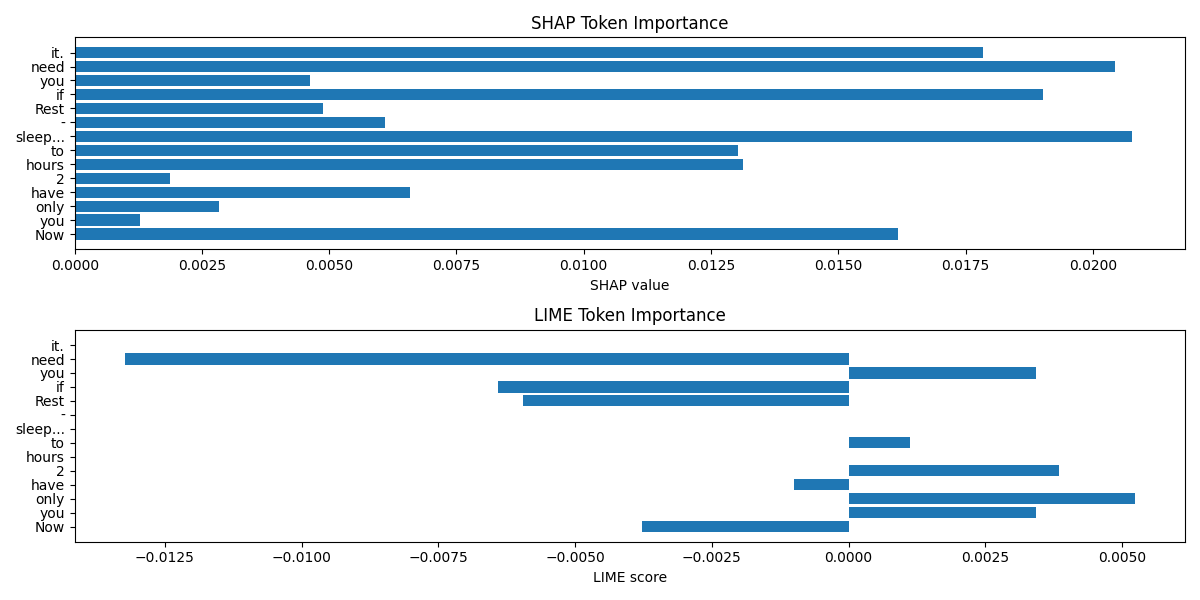 SHAP Token Importance
it.
need
you
if
Rest
-
sleep...
to
hours
2
have
only
you
Now
0.0000 0.0025 0.0050 0.0075 0.0100 0.0125 0.0150 0.0175 0.0200
SHAP value
LIME Token Importance
it.
need
you
if
Rest
-
sleep...
to
hours
2
have
only
you
Now
−0.0125 −0.0100 −0.0075 −0.0050 −0.0025 0.0000 0.0025 0.0050
LIME score